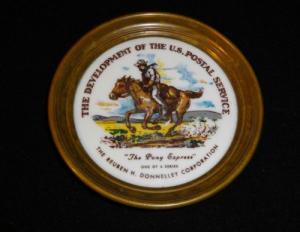 THE DEVELOPMENT OF THE U.S. POSTAL SERVICE
"The Pony Express"
ONE OF A SERIES
THE REUBEN H. DONNELLEY CORPORATION